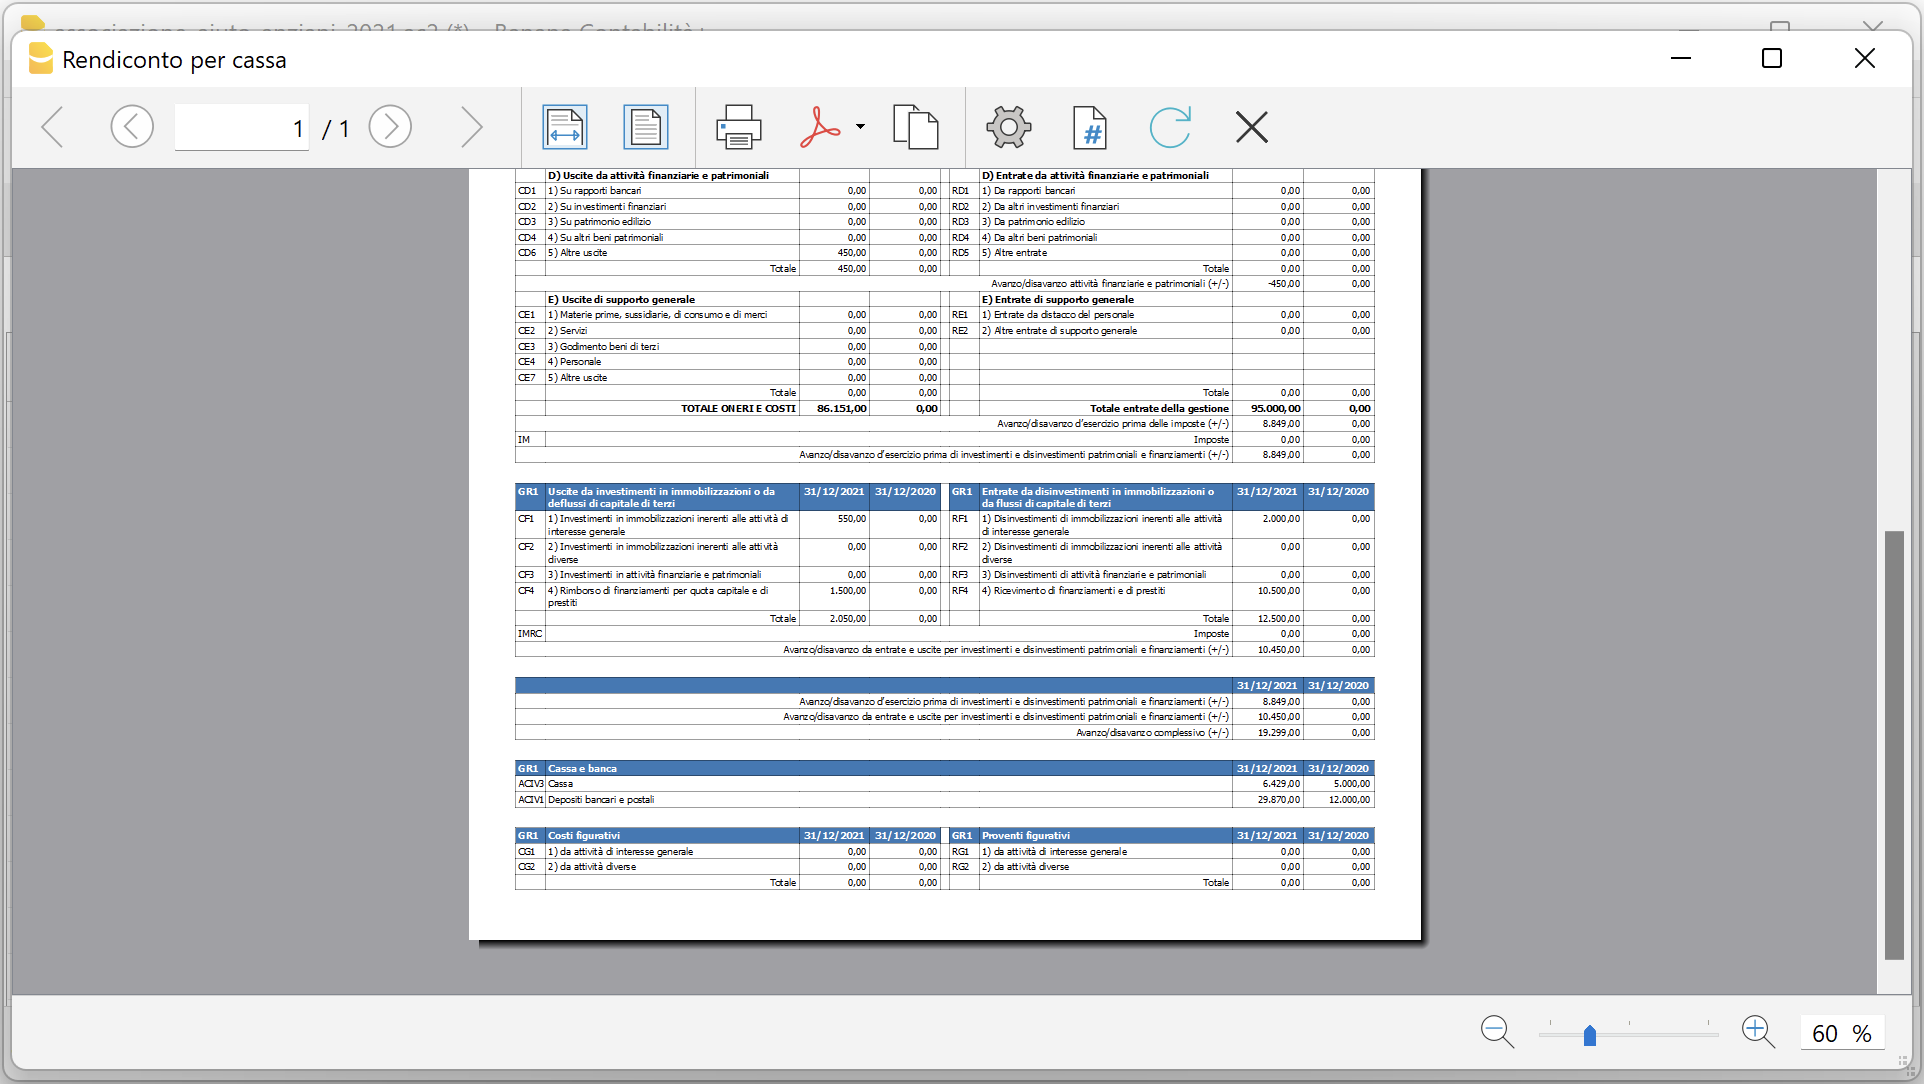 Rendiconto per cassa
1 / 1
D) Uscite da attività finanziarie e patrimoniali D) Entrate da attività finanziarie e patrimoniali
CD1 1) Su rapporti bancari 0,00 0,00 RD1 1) Da rapporti bancari 0,00 0,00
CD2 2) Su investimenti finanziari 0,00 0,00 RD2 2) Da altri investimenti finanziari 0,00 0,00
CD3 3) Su patrimonio edilizio 0,00 0,00 RD3 3) Da patrimonio edilizio 0,00 0,00
CD4 4) Su altri beni patrimoniali 0,00 0,00 RD4 4) Da altri beni patrimoniali 0,00 0,00
CD6 5) Altre uscite 450,00 0,00 RD5 5) Altre entrate 0,00 0,00
Totale 450,00 0,00 Totale 0,00 0,00
Avanzo/disavanzo attività finanziarie e patrimoniali (+/-) -450,00 0,00
E) Uscite di supporto generale E) Entrate di supporto generale
CE1 1) Materie prime, sussidiarie, di consumo e di merci 0,00 0,00 RE1 1) Entrate da distacco del personale 0,00 0,00
CE2 2) Servizi 0,00 0,00 RE2 2) Altre entrate di supporto generale 0,00 0,00
CE3 3) Godimento beni di terzi 0,00 0,00
CE4 4) Personale 0,00 0,00
CE7 5) Altre uscite 0,00 0,00
Totale 0,00 0,00 Totale 0,00 0,00
TOTALE ONERI E COSTI 86.151,00 0,00 Totale entrate della gestione 95.000,00 0,00
Avanzo/disavanzo d'esercizio prima delle imposte (+/-) 8.849,00 0,00
IM Imposte 0,00 0,00
Avanzo/disavanzo d'esercizio prima di investimenti e disinvestimenti patrimoniali e finanziamenti (+/-) 8.849,00 0,00
GR1 Uscite da investimenti in immobilizzazioni o da 31/12/2021 31/12/2020 GR1 Entrate da disinvestimenti in immobilizzazioni o 31/12/2021 31/12/2020
deflussi di capitale di terzi da flussi di capitale di terzi
CF1 1) Investimenti in immobilizzazioni inerenti alle attività di 550,00 0,00 RF1 1) Disinvestimenti di immobilizzazioni inerenti alle attività 2.000,00 0,00
interesse generale di interesse generale
CF2 2) Investimenti in immobilizzazioni inerenti alle attività 0,00 0,00 RF2 2) Disinvestimenti di immobilizzazioni inerenti alle attività 0,00 0,00
diverse diverse
CF3 3) Investimenti in attività finanziarie e patrimoniali 0,00 0,00 RF3 3) Disinvestimenti di attività finanziarie e patrimoniali 0,00 0,00
CF4 4) Rimborso di finanziamenti per quota capitale e di 1.500,00 0,00 RF4 4) Ricevimento di finanziamenti e di prestiti 10.500,00 0,00
prestiti
Totale 2.050,00 0,00 Totale 12.500,00 0,00
IMRC Imposte 0,00 0,00
Avanzo/disavanzo da entrate e uscite per investimenti e disinvestimenti patrimoniali e finanziamenti (+/-) 10.450,00 0,00
31/12/2021 31/12/2020
Avanzo/disavanzo d'esercizio prima di investimenti e disinvestimenti patrimoniali e finanziamenti (+/-) 8.849,00 0,00
Avanzo/disavanzo da entrate e uscite per investimenti e disinvestimenti patrimoniali e finanziamenti (+/-) 10.450,00 0,00
Avanzo/disavanzo complessivo (+/-) 19.299,00 0,00
GR1 Cassa e banca 31/12/2021 31/12/2020
ACIV3 Cassa 6.429,00 5.000,00
ACIV1 Depositi bancari e postali 29.870,00 12.000,00
GR1 Costi figurativi 31/12/2021 31/12/2020 GR1 Proventi figurativi 31/12/2021 31/12/2020
CG1 1) da attività di interesse generale 0,00 0,00 RG1 1) da attività di interesse generale 0,00 0,00
CG2 2) da attività diverse 0,00 0,00 RG2 2) da attività diverse 0,00 0,00
Totale 0,00 0,00 Totale 0,00 0,00
60 %